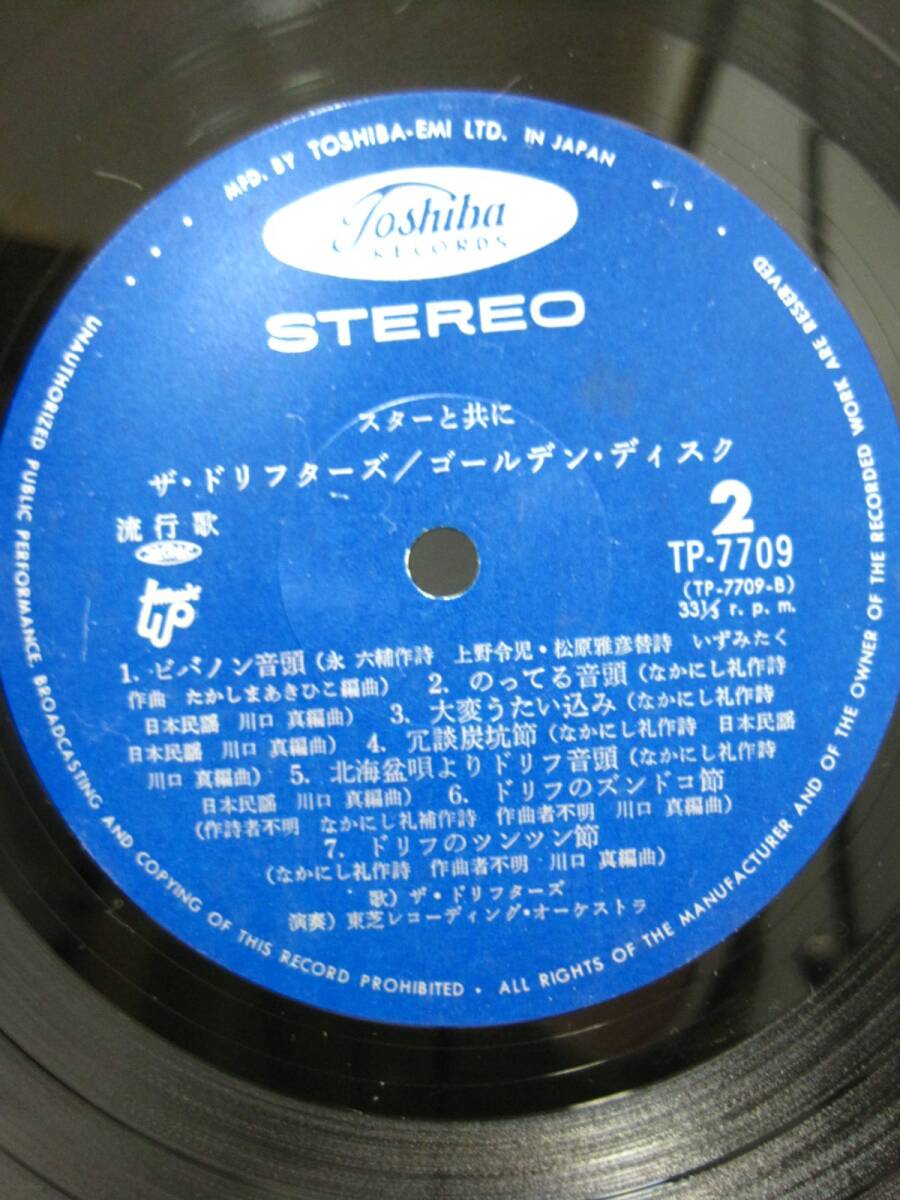 MFD. BY TOSHIBA-EMI LTD. IN JAPAN
Toshiba
RECORDS
STEREO
スターと共に
ザ・ドリフターズ/ゴールデン・ディスク
流行歌
2
TP-7709
(TP-7709-B)
33⅓ r. p. m.
1. ビバノン音頭 (永 六輔作詩 上野令児・松原雅彦替詩 いずみたく
作曲 たかしまあきひこ編曲) 2. のってる音頭 (なかにし礼作詩
日本民謡 川口 真編曲) 3. 大変うたい込み (なかにし礼作詩
日本民謡 川口 真編曲) 4. 冗談炭坑節 (なかにし礼作詩 日本民謡
川口 真編曲) 5. 北海盆唄よりドリフ音頭 (なかにし礼作詩
日本民謡 川口 真編曲) 6. ドリフのズンドコ節
(作詩者不明 なかにし礼補作詩 作曲者不明 川口 真編曲)
7. ドリフのツンツン節
(なかにし礼作詩 作曲者不明 川口 真編曲)
歌) ザ・ドリフターズ
演奏) 東芝レコーディング・オーケストラ
UNAUTHORIZED PUBLIC PERFORMANCE, BROADCASTING AND COPYING OF THIS RECORD PROHIBITED • ALL RIGHTS OF THE MANUFACTURER AND OF THE OWNER OF THE RECORDED WORK ARE RESERVED